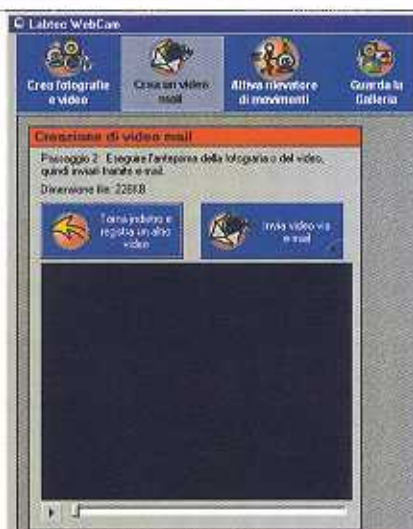 © Labtec WebCam
Crea fotografie
e video
Crea un video
mail
Attiva rilevatore
di movimenti
Guarda la
Galleria
Creazione di video mail
Passaggio 2: Eseguire l'anteprima della fotografia o del video,
quindi inviarli tramite e-mail.
Dimensione file: 226KB
Torna indietro e
registra un altro
video
Invia video via
e-mail